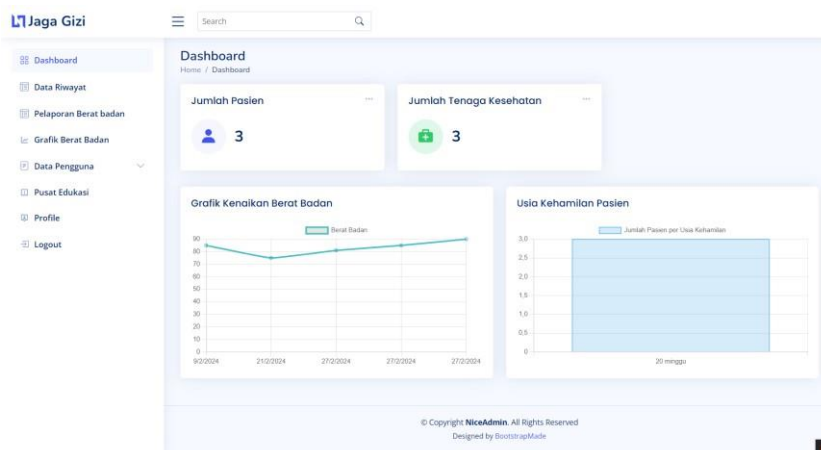 Jaga Gizi
Search
Dashboard
Data Riwayat
Pelaporan Berat badan
Grafik Berat Badan
Data Pengguna
Pusat Edukasi
Profile
Logout
Dashboard
Home / Dashboard
Jumlah Pasien
3
Jumlah Tenaga Kesehatan
3
Grafik Kenaikan Berat Badan
Berat Badan
90
80
70
60
50
40
30
20
10
0
9/2/2024 21/2/2024 27/2/2024 27/2/2024 27/2/2024
Usia Kehamilan Pasien
Jumlah Pasien per Usia Kehamilan
3,0
2,5
2,0
1,5
1,0
0,5
0
20 minggu
© Copyright NiceAdmin. All Rights Reserved
Designed by BootstrapMade